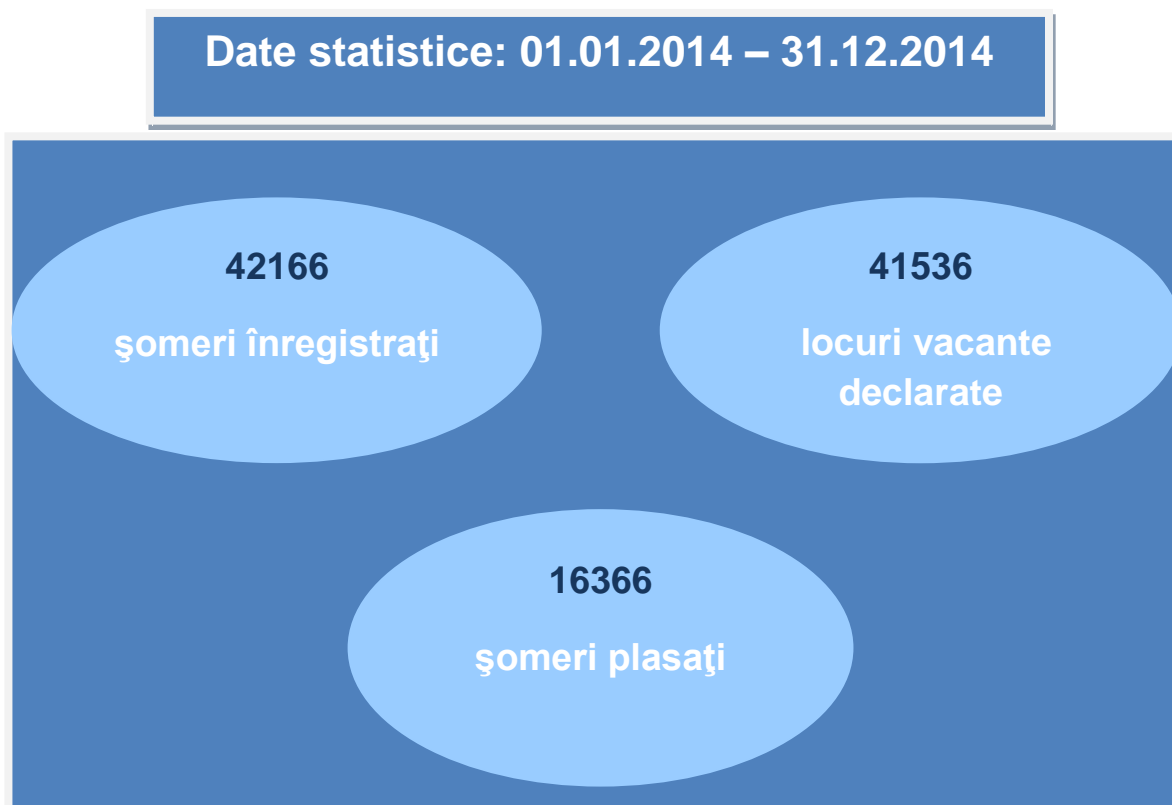 Date statistice: 01.01.2014 – 31.12.2014
42166
şomeri înregistraţi
41536
locuri vacante
declarate
16366
şomeri plasaţi